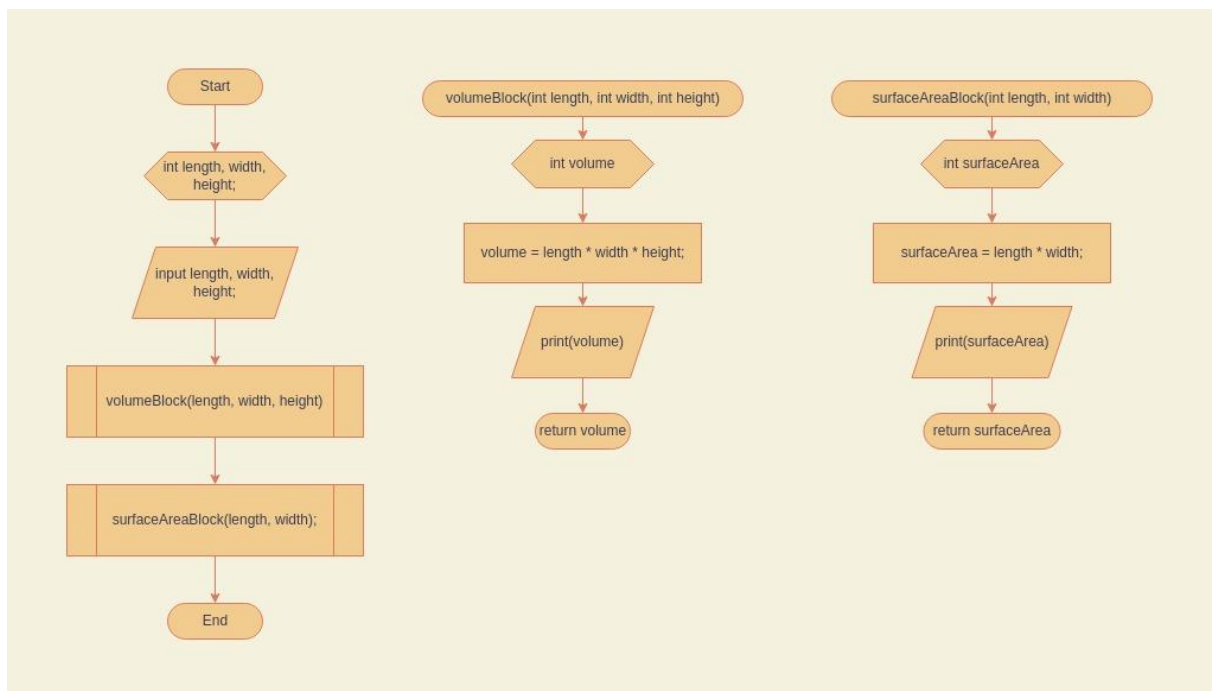 Start
int length, width,
height;
input length, width,
height;
volumeBlock(length, width, height)
surfaceAreaBlock(length, width);
End
volumeBlock(int length, int width, int height)
int volume
volume = length * width * height;
print(volume)
return volume
surfaceAreaBlock(int length, int width)
int surfaceArea
surfaceArea = length * width;
print(surfaceArea)
return surfaceArea